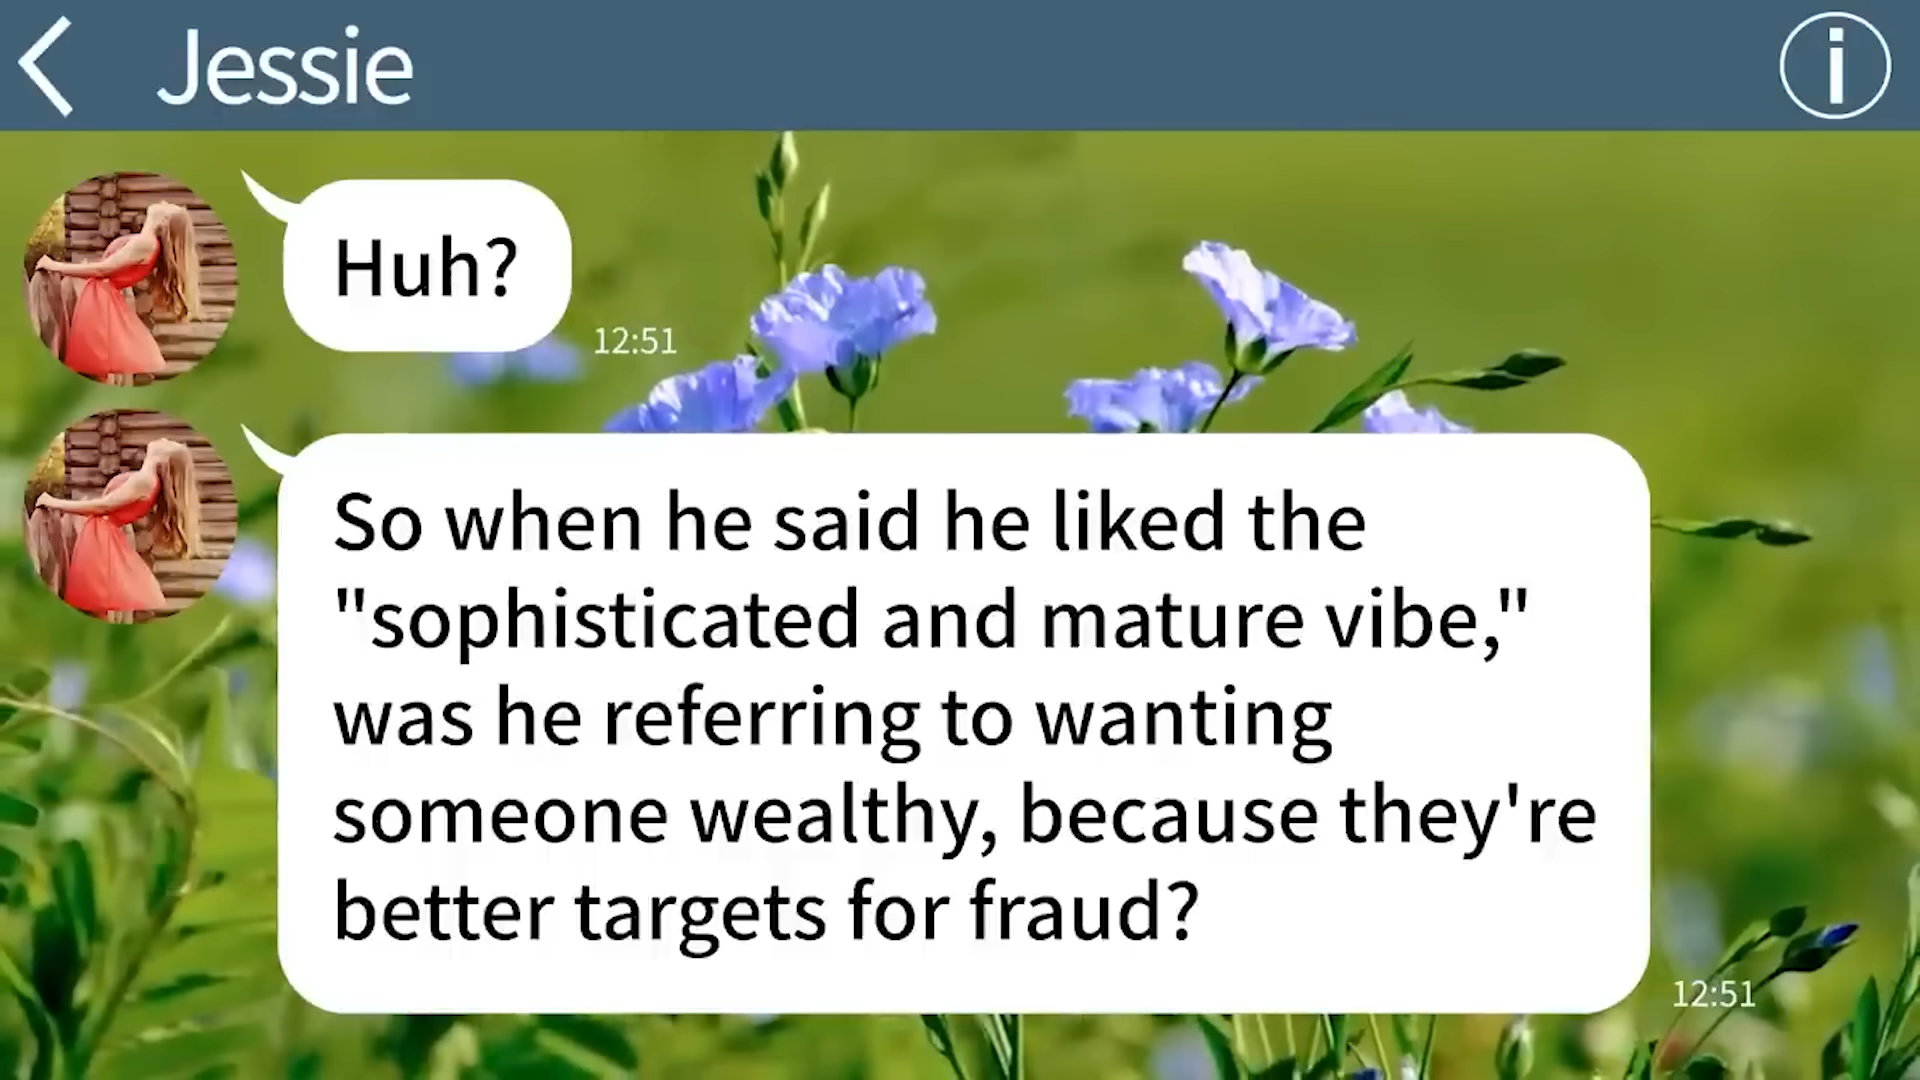 Jessie
Huh?
12:51
So when he said he liked the
"sophisticated and mature vibe,"
was he referring to wanting
someone wealthy, because they're
better targets for fraud?
12:51